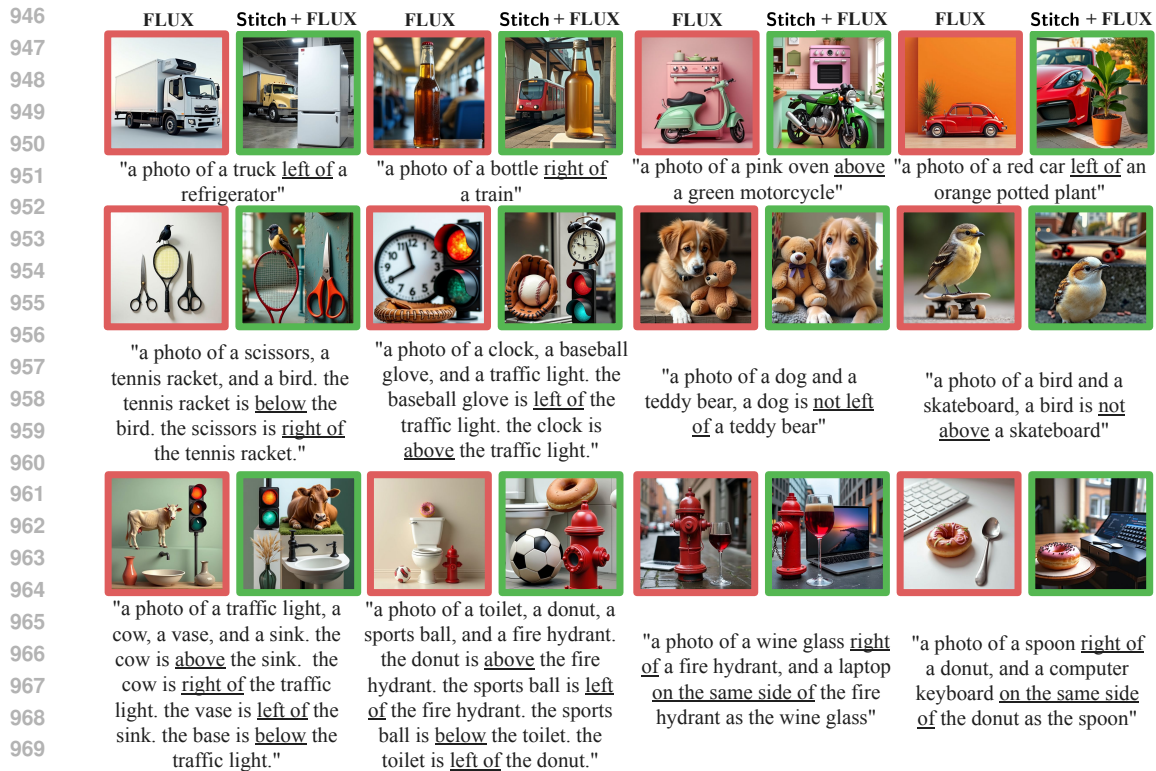 946
947
948
949
950
951
952
953
954
955
956
957
958
959
960
961
962
963
964
965
966
967
968
969
FLUX Stitch + FLUX FLUX Stitch + FLUX FLUX Stitch + FLUX FLUX Stitch + FLUX
"a photo of a truck left of a
refrigerator"
"a photo of a bottle right of
a train"
"a photo of a pink oven above
a green motorcycle"
"a photo of a red car left of an
orange potted plant"
"a photo of a scissors, a
tennis racket, and a bird. the
tennis racket is below the
bird. the scissors is right of
the tennis racket."
"a photo of a clock, a baseball
glove, and a traffic light. the
baseball glove is left of the
traffic light. the clock is
above the traffic light."
"a photo of a dog and a
teddy bear, a dog is not left
of a teddy bear"
"a photo of a bird and a
skateboard, a bird is not
above a skateboard"
"a photo of a traffic light, a
cow, a vase, and a sink. the
cow is above the sink. the
cow is right of the traffic
light. the vase is left of the
sink. the base is below the
traffic light."
"a photo of a toilet, a donut, a
sports ball, and a fire hydrant.
the donut is above the fire
hydrant. the sports ball is left
of the fire hydrant. the sports
ball is below the toilet. the
toilet is left of the donut."
"a photo of a wine glass right
of a fire hydrant, and a laptop
on the same side of the fire
hydrant as the wine glass"
"a photo of a spoon right of
a donut, and a computer
keyboard on the same side
of the donut as the spoon"